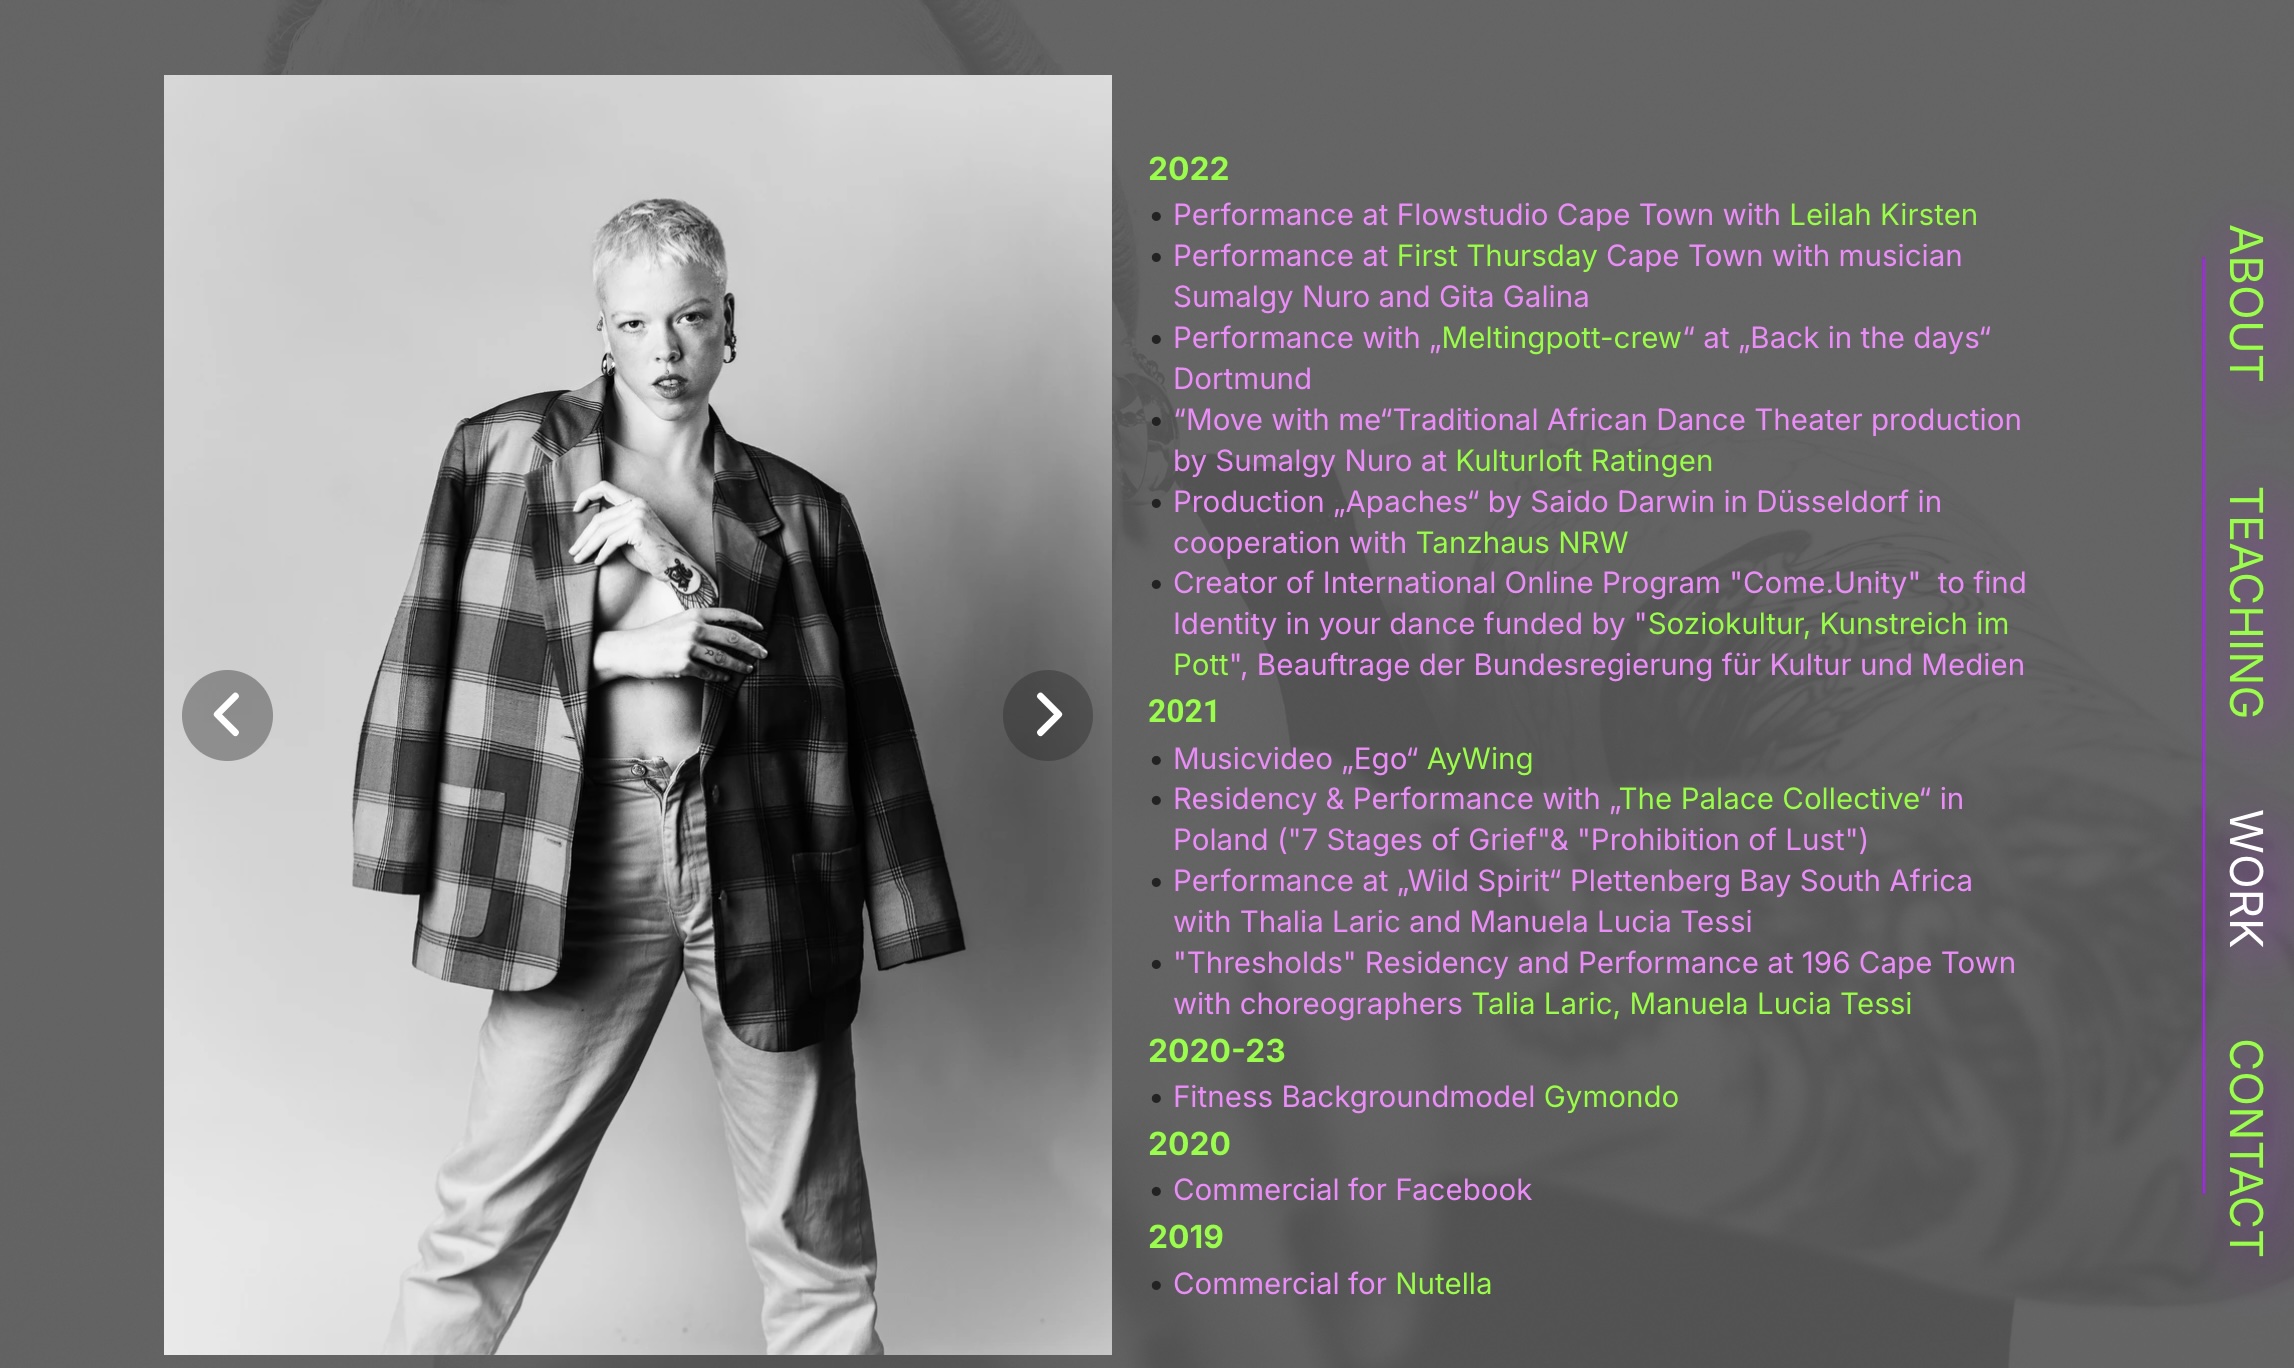 2022
• Performance at Flowstudio Cape Town with Leilah Kirsten
• Performance at First Thursday Cape Town with musician
Sumalgy Nuro and Gita Galina
• Performance with „Meltingpott-crew“ at „Back in the days“
Dortmund
• “Move with me“Traditional African Dance Theater production
by Sumalgy Nuro at Kulturloft Ratingen
• Production „Apaches“ by Saido Darwin in Düsseldorf in
cooperation with Tanzhaus NRW
• Creator of International Online Program "Come.Unity"  to find
Identity in your dance funded by "Soziokultur, Kunstreich im
Pott", Beauftrage der Bundesregierung für Kultur und Medien
2021
• Musicvideo „Ego“ AyWing
• Residency & Performance with „The Palace Collective“ in
Poland ("7 Stages of Grief"& "Prohibition of Lust")
• Performance at „Wild Spirit“ Plettenberg Bay South Africa
with Thalia Laric and Manuela Lucia Tessi
• "Thresholds" Residency and Performance at 196 Cape Town
with choreographers Talia Laric, Manuela Lucia Tessi
2020-23
• Fitness Backgroundmodel Gymondo
2020
• Commercial for Facebook
2019
• Commercial for Nutella
ABOUT
TEACHING
WORK
CONTACT